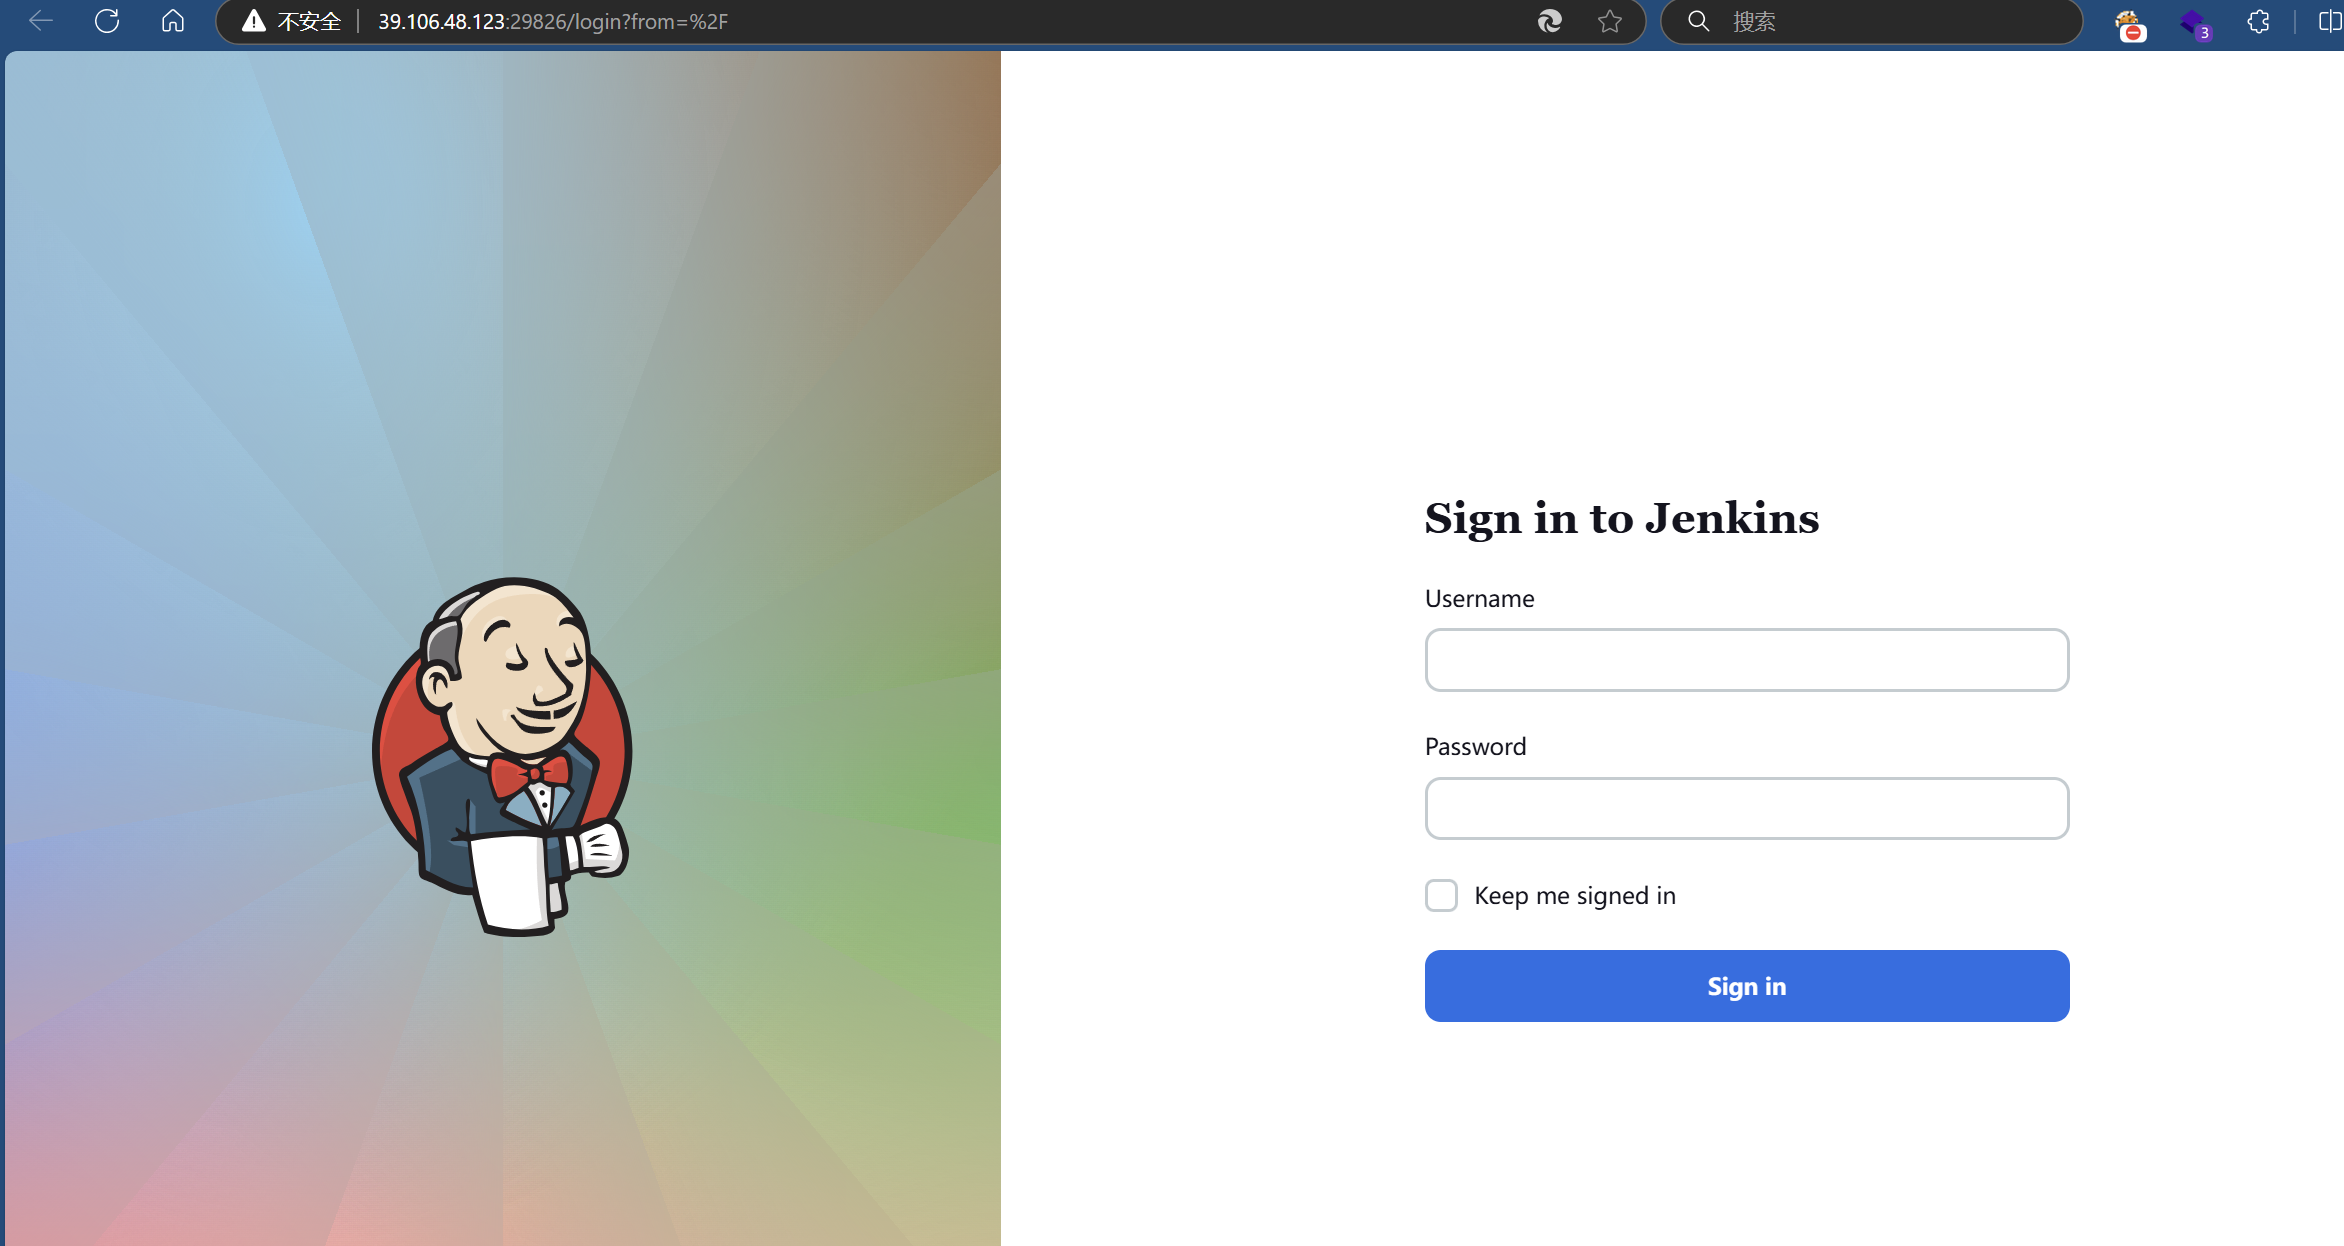 不安全 39.106.48.123:29826/login?from=%2F 搜索 3
Sign in to Jenkins
Username
Password
Keep me signed in
Sign in